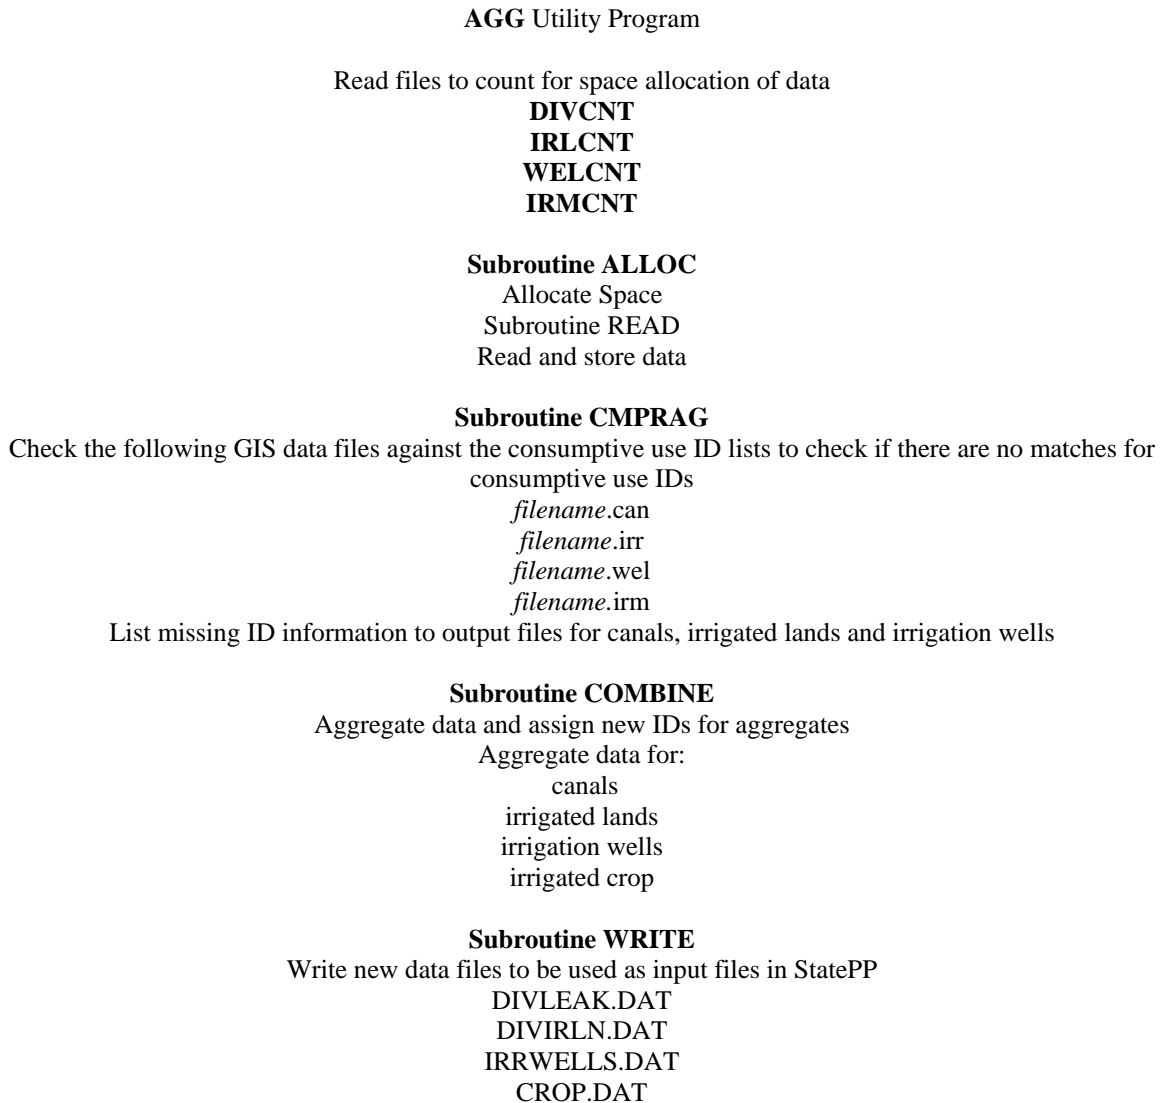 AGG Utility Program
Read files to count for space allocation of data
DIVCNT
IRLCNT
WELCNT
IRMCNT
Subroutine ALLOC
Allocate Space
Subroutine READ
Read and store data
Subroutine CMPRAG
Check the following GIS data files against the consumptive use ID lists to check if there are no matches for
consumptive use IDs
filename.can
filename.irr
filename.wel
filename.irm
List missing ID information to output files for canals, irrigated lands and irrigation wells
Subroutine COMBINE
Aggregate data and assign new IDs for aggregates
Aggregate data for:
canals
irrigated lands
irrigation wells
irrigated crop
Subroutine WRITE
Write new data files to be used as input files in StatePP
DIVLEAK.DAT
DIVIRLN.DAT
IRRWELLS.DAT
CROP.DAT